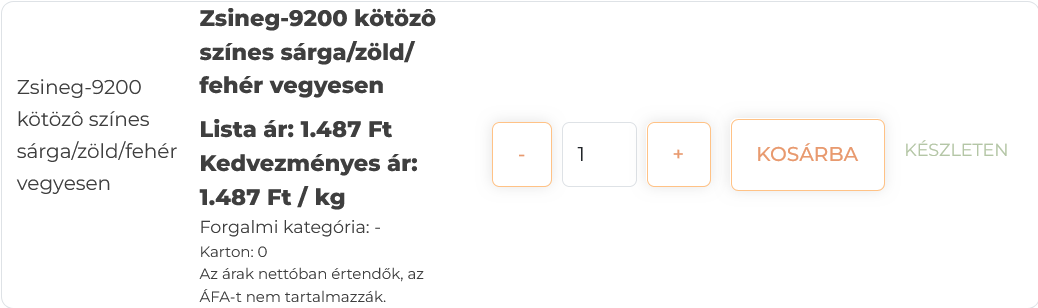 Zsineg-9200
kötözô színes
sárga/zöld/fehér
vegyesen
Zsineg-9200 kötözô
színes sárga/zöld/
fehér vegyesen
Lista ár: 1.487 Ft
Kedvezményes ár:
1.487 Ft / kg
Forgalmi kategória: -
Karton: 0
Az árak nettóban értendők, az
ÁFA-t nem tartalmazzák.
- 1 + KOSÁRBA KÉSZLETEN